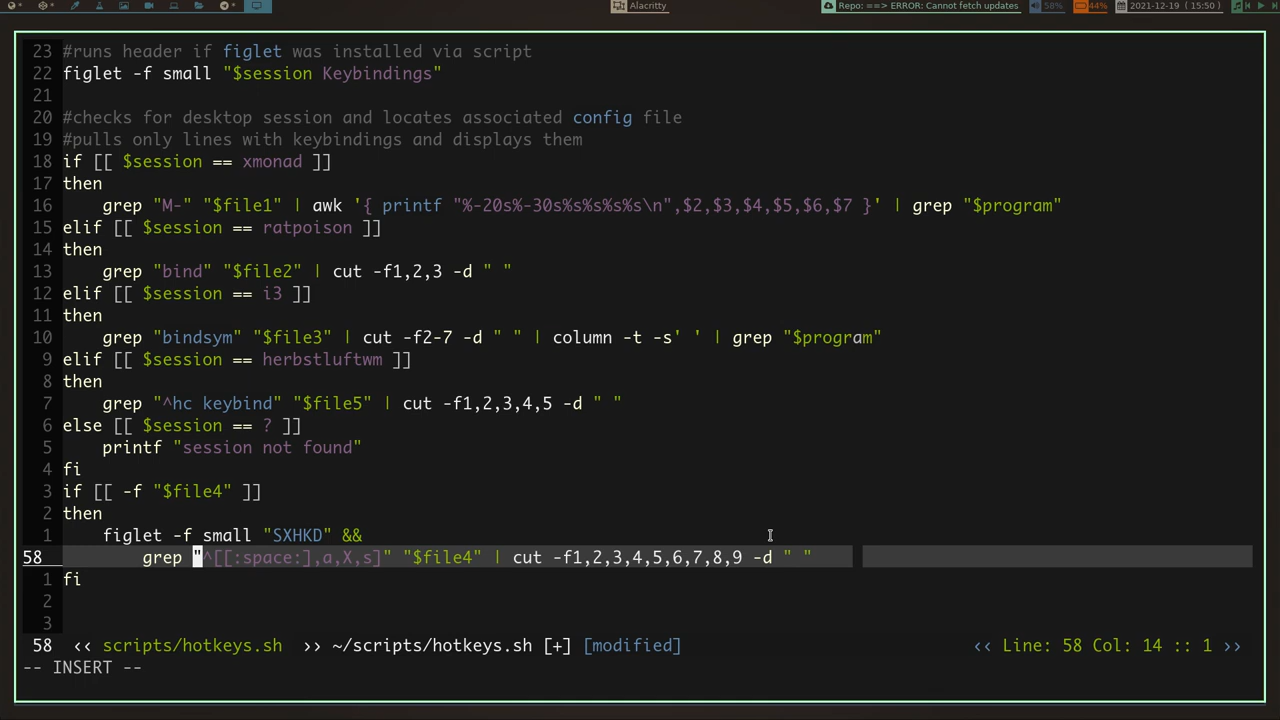 Alacritty
Repo: ==> ERROR: Cannot fetch updates
58%
44%
2021-12-19 ( 15:50 )
23 #runs header if figlet was installed via script
22 figlet -f small "$session Keybindings"
21
20 #checks for desktop session and locates associated config file
19 #pulls only lines with keybindings and displays them
18 if [[ $session == xmonad ]]
17 then
16     grep "M-" "$file1" | awk '{ printf "%-20s%-30s%s%s%s%s\n",$2,$3,$4,$5,$6,$7 }' | grep "$program"
15 elif [[ $session == ratpoison ]]
14 then
13     grep "bind" "$file2" | cut -f1,2,3 -d " "
12 elif [[ $session == i3 ]]
11 then
10     grep "bindsym" "$file3" | cut -f2-7 -d " " | column -t -s' ' | grep "$program"
9 elif [[ $session == herbstluftwm ]]
8 then
7     grep "^hc keybind" "$file5" | cut -f1,2,3,4,5 -d " "
6 else [[ $session == ? ]]
5     printf "session not found"
4 fi
3 if [[ -f "$file4" ]]
2 then
1     figlet -f small "SXHKD" &&
58         grep "^[[:space:],a,X,s]" "$file4" | cut -f1,2,3,4,5,6,7,8,9 -d " "
1 fi
2
3
58 << scripts/hotkeys.sh >> ~/scripts/hotkeys.sh [+] [modified] << Line: 58 Col: 14 :: 1 >>
-- INSERT --